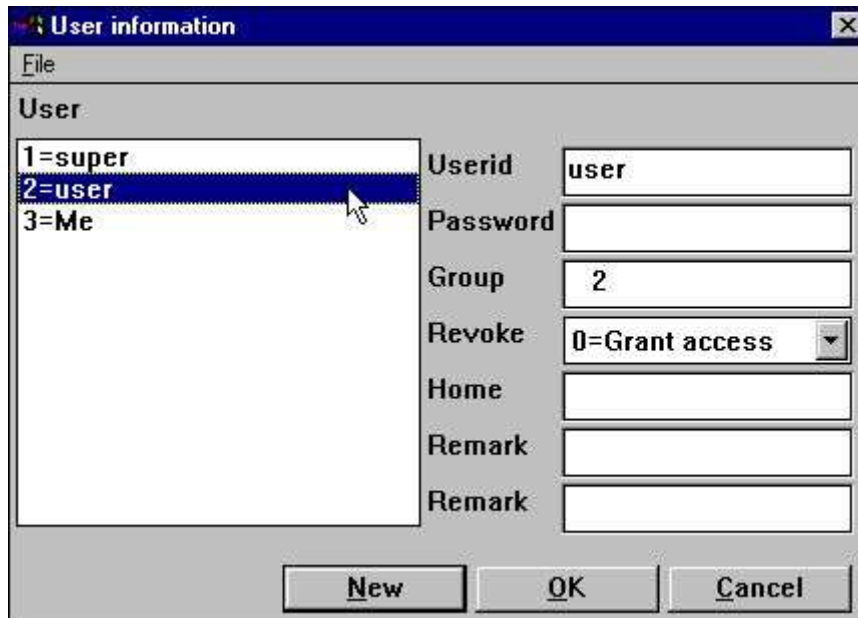 User information
File
User
1=super
2=user
3=Me
Userid user
Password
Group 2
Revoke 0=Grant access
Home
Remark
Remark
New OK Cancel